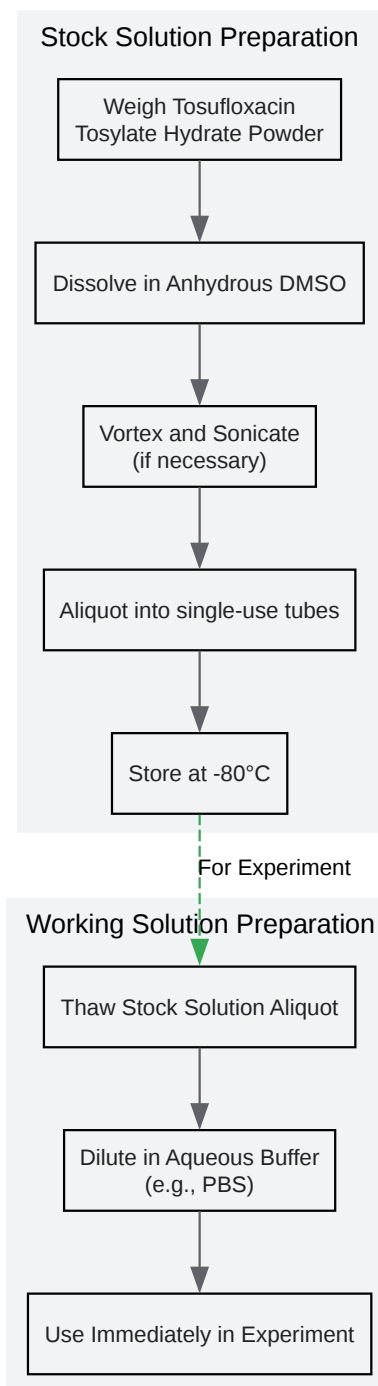 Stock Solution Preparation
Weigh Tosufloxacin
Tosylate Hydrate Powder
Dissolve in Anhydrous DMSO
Vortex and Sonicate
(if necessary)
Aliquot into single-use tubes
Store at -80°C
For Experiment
Working Solution Preparation
Thaw Stock Solution Aliquot
Dilute in Aqueous Buffer
(e.g., PBS)
Use Immediately in Experiment